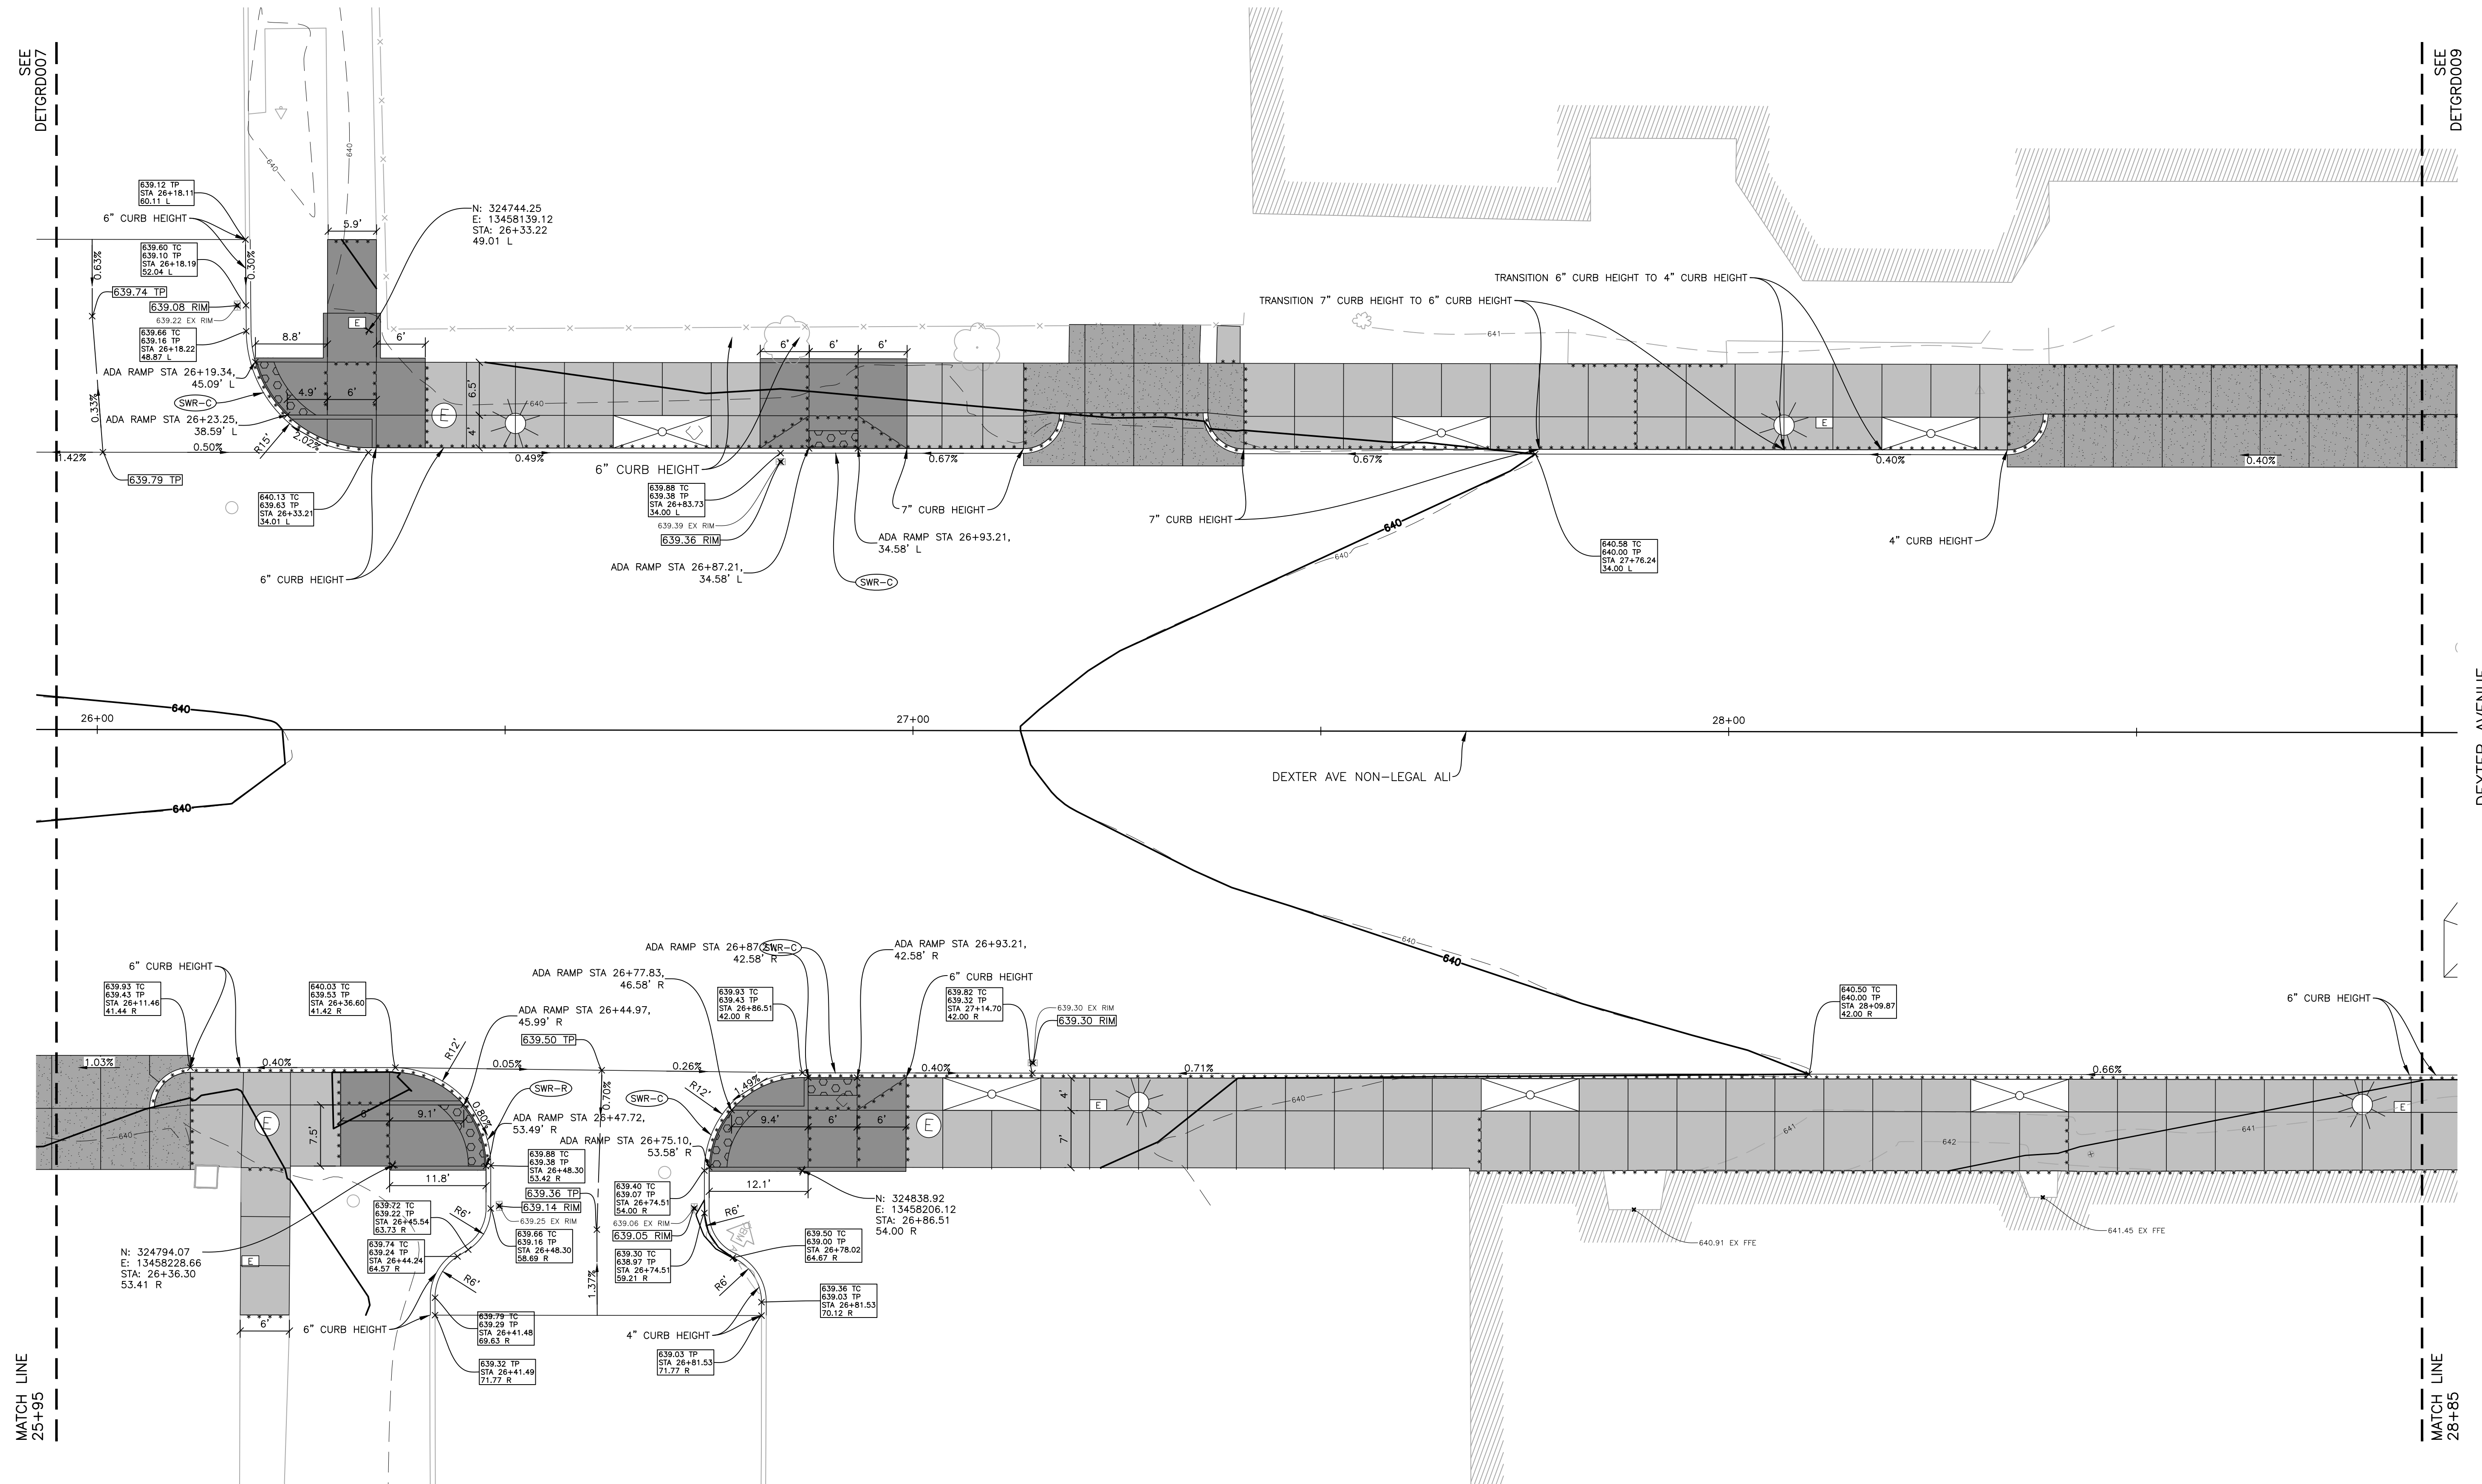 SEE
DETGRD007
SEE
DETGRD009
639.12 TP
STA 26+18.11
60.11 L
6" CURB HEIGHT
639.60 TC
639.10 TP
STA 26+18.19
52.04 L
0.63%
0.30%
639.74 TP
639.08 RIM
639.22 EX RIM
639.66 TC
639.16 TP
STA 26+18.22
48.87 L
640
640
5.9'
N: 324744.25
E: 13458139.12
STA: 26+33.22
49.01 L
E
8.8'
6'
ADA RAMP STA 26+19.34,
45.09' L
SWR-C
4.9'
6'
ADA RAMP STA 26+23.25,
38.59' L
0.33%
R15'
2.02%
0.50%
1.42%
639.79 TP
640.13 TC
639.63 TP
STA 26+33.21
34.01 L
6" CURB HEIGHT
E
6.5'
4'
640
0.49%
6" CURB HEIGHT
6'
6'
6'
639.88 TC
639.38 TP
STA 26+83.73
34.00 L
639.39 EX RIM
639.36 RIM
ADA RAMP STA 26+87.21,
34.58' L
0.67%
7" CURB HEIGHT
ADA RAMP STA 26+93.21,
34.58' L
SWR-C
TRANSITION 6" CURB HEIGHT TO 4" CURB HEIGHT
TRANSITION 7" CURB HEIGHT TO 6" CURB HEIGHT
641
E
0.67%
0.40%
0.40%
7" CURB HEIGHT
640
640
640.58 TC
640.00 TP
STA 27+76.24
34.00 L
4" CURB HEIGHT
640
26+00
27+00
28+00
DEXTER AVE NON-LEGAL ALI
DEXTER AVENUE
640
640
640
6" CURB HEIGHT
639.93 TC
639.43 TP
STA 26+11.46
41.44 R
640.03 TC
639.53 TP
STA 26+36.60
41.42 R
ADA RAMP STA 26+44.97,
45.99' R
639.50 TP
R12'
1.03%
0.40%
0.05%
0.26%
SWR-R
0.70%
0.80%
ADA RAMP STA 26+47.72,
53.49' R
640
E
7.5'
6'
9.1'
11.8'
ADA RAMP STA 26+87.21,
42.58' R
SWR-C
ADA RAMP STA 26+93.21,
42.58' R
ADA RAMP STA 26+77.83,
46.58' R
6" CURB HEIGHT
639.93 TC
639.43 TP
STA 26+86.51
42.00 R
639.82 TC
639.32 TP
STA 27+14.70
42.00 R
639.30 EX RIM
639.30 RIM
R12'
1.49%
0.40%
0.71%
SWR-C
9.4'
6'
6'
E
4'
7'
E
640
ADA RAMP STA 26+75.10,
53.58' R
12.1'
640.50 TC
640.00 TP
STA 28+09.87
42.00 R
6" CURB HEIGHT
0.66%
641
642
641
E
640.91 EX FFE
641.45 EX FFE
639.88 TC
639.38 TP
STA 26+48.30
53.42 R
639.36 TP
639.14 RIM
639.25 EX RIM
639.72 TC
639.22 TP
STA 26+45.54
63.73 R
R6'
639.66 TC
639.16 TP
STA 26+48.30
58.69 R
639.74 TC
639.24 TP
STA 26+44.24
64.57 R
R6'
1.37%
N: 324794.07
E: 13458228.66
STA: 26+36.30
53.41 R
E
6'
6" CURB HEIGHT
639.79 TC
639.29 TP
STA 26+41.48
69.63 R
639.32 TP
STA 26+41.49
71.77 R
639.40 TC
639.07 TP
STA 26+74.51
54.00 R
639.06 EX RIM
639.05 RIM
639.30 TC
638.97 TP
STA 26+74.51
59.21 R
R6'
639.50 TC
639.00 TP
STA 26+78.02
64.67 R
N: 324838.92
E: 13458206.12
STA: 26+86.51
54.00 R
R6'
639.36 TC
639.03 TP
STA 26+81.53
70.12 R
4" CURB HEIGHT
639.03 TP
STA 26+81.53
71.77 R
MATCH LINE
25+95
MATCH LINE
28+85